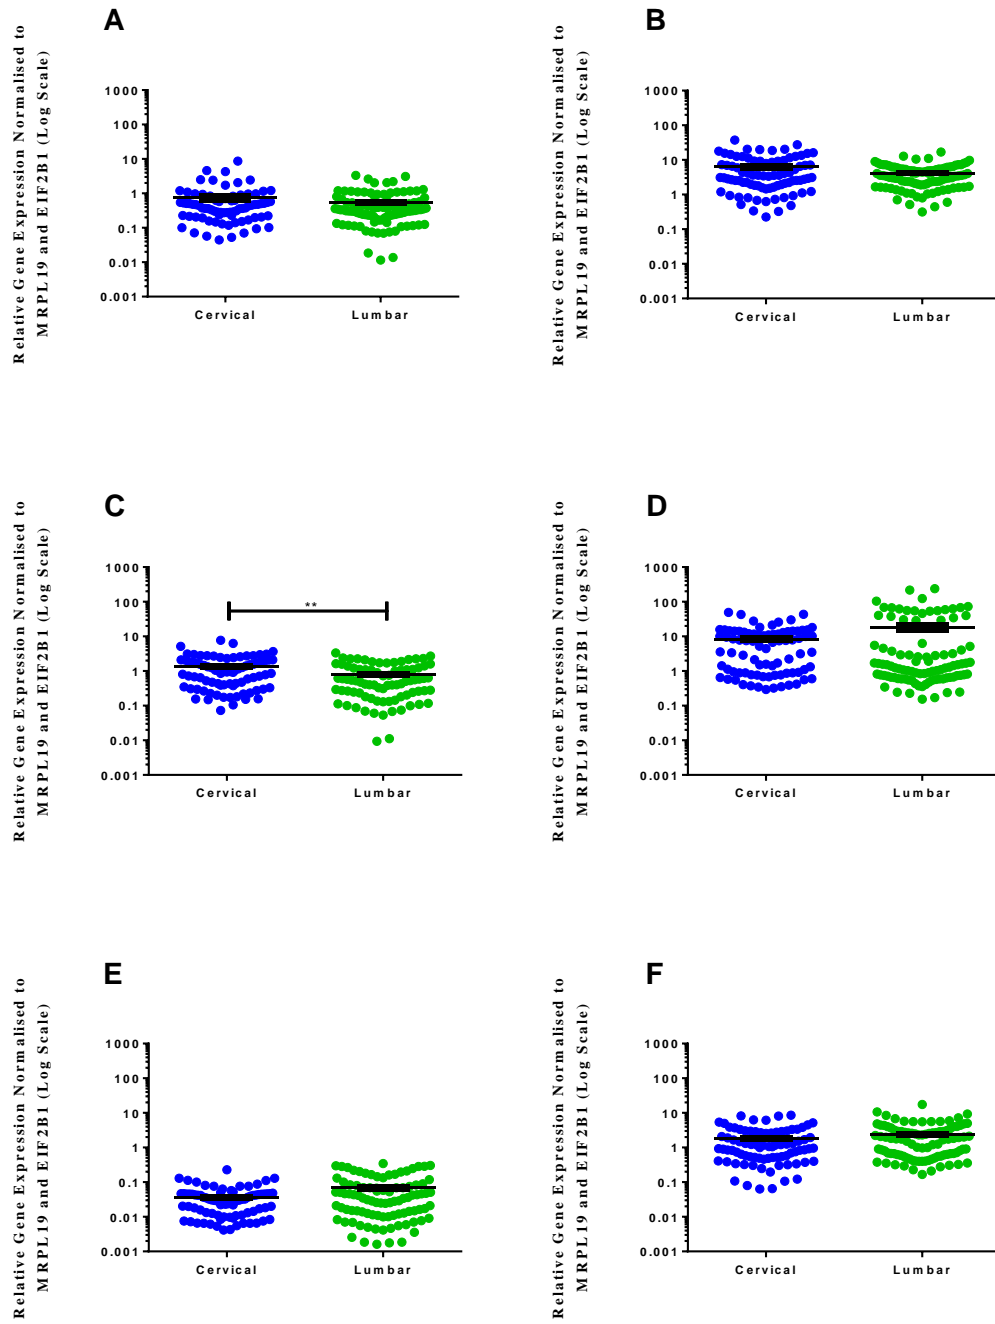 A
Relative Gene Expression Normalised to
MRPL19 and EIF2B1 (Log Scale)
1000
100
10
1
0.1
0.01
0.001
Cervical
Lumbar
B
Relative Gene Expression Normalised to
MRPL19 and EIF2B1 (Log Scale)
1000
100
10
1
0.1
0.01
0.001
Cervical
Lumbar
C
Relative Gene Expression Normalised to
MRPL19 and EIF2B1 (Log Scale)
1000
100
10
1
0.1
0.01
0.001
**
Cervical
Lumbar
D
Relative Gene Expression Normalised to
MRPL19 and EIF2B1 (Log Scale)
1000
100
10
1
0.1
0.01
0.001
Cervical
Lumbar
E
Relative Gene Expression Normalised to
MRPL19 and EIF2B1 (Log Scale)
1000
100
10
1
0.1
0.01
0.001
Cervical
Lumbar
F
Relative Gene Expression Normalised to
MRPL19 and EIF2B1 (Log Scale)
1000
100
10
1
0.1
0.01
0.001
Cervical
Lumbar